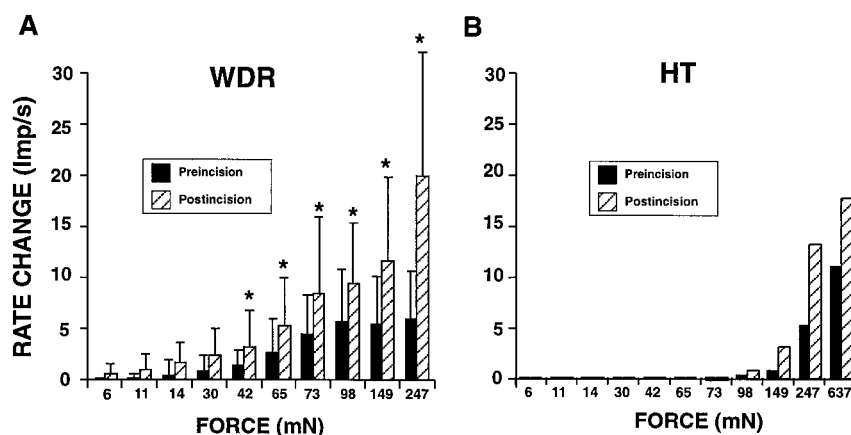 A
WDR
RATE CHANGE (Imp/s)
30
25
20
15
10
5
0
Preincision
Postincision
* * * * * *
6 11 14 30 42 65 73 98 149 247
FORCE (mN)
B
HT
30
25
20
15
10
5
0
Preincision
Postincision
6 11 14 30 42 65 73 98 149 247 637
FORCE (mN)